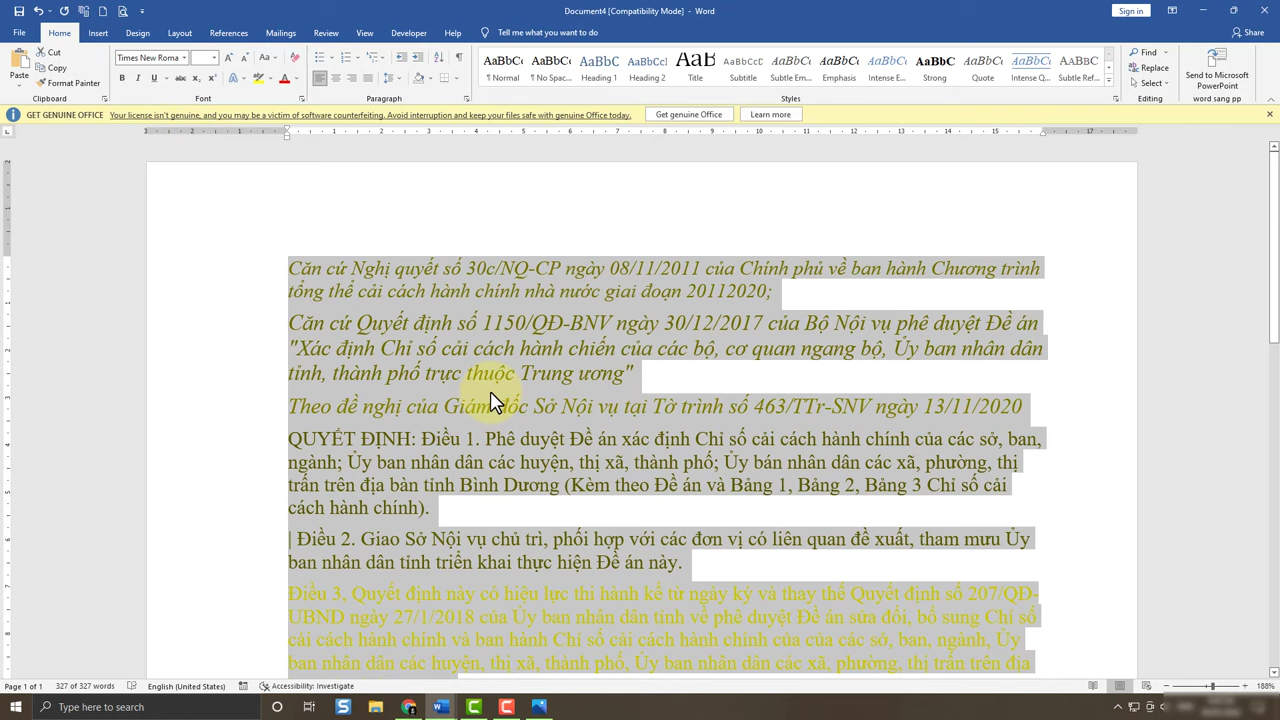 Document4 [Compatibility Mode] - Word
Sign in
File Home Insert Design Layout References Mailings Review View Developer Help Tell me what you want to do Share
Paste
Cut
Copy
Format Painter
Clipboard
Times New Roma
Font
Paragraph
AaBbCcC AaBbCcC AaBbC AaBbCc AaB AaBbCcC AaBbCcC AaBbCcC AaBbCcC AaBbCcC AaBbCcC AaBbCcC AaBbCcC
¶ Normal ¶ No Spac... Heading 1 Heading 2 Title Subtitle Subtle Em... Emphasis Intense E... Strong Quote Intense Q... Subtle Ref...
Styles
Find
Replace
Select
Editing
Send to Microsoft
PowerPoint
word sang pp
GET GENUINE OFFICE Your license isn't genuine, and you may be a victim of software counterfeiting. Avoid interruption and keep your files safe with genuine Office today. Get genuine Office Learn more
Căn cứ Nghị quyết số 30c/NQ-CP ngày 08/11/2011 của Chính phủ về ban hành Chương trình
tổng thể cải cách hành chính nhà nước giai đoạn 20112020;
Căn cứ Quyết định số 1150/QĐ-BNV ngày 30/12/2017 của Bộ Nội vụ phê duyệt Đề án
"Xác định Chỉ số cải cách hành chiến của các bộ, cơ quan ngang bộ, Ủy ban nhân dân
tỉnh, thành phố trực thuộc Trung ương"
Theo đề nghị của Giám đốc Sở Nội vụ tại Tờ trình số 463/TTr-SNV ngày 13/11/2020
QUYẾT ĐỊNH: Điều 1. Phê duyệt Đề án xác định Chỉ số cải cách hành chính của các sở, ban,
ngành; Ủy ban nhân dân các huyện, thị xã, thành phố; Ủy bán nhân dân các xã, phường, thị
trấn trên địa bàn tỉnh Bình Dương (Kèm theo Đề án và Bảng 1, Bảng 2, Bảng 3 Chỉ số cải
cách hành chính).
| Điều 2. Giao Sở Nội vụ chủ trì, phối hợp với các đơn vị có liên quan đề xuất, tham mưu Ủy
ban nhân dân tỉnh triển khai thực hiện Đề án này.
Điều 3, Quyết định này có hiệu lực thi hành kể từ ngày ký và thay thế Quyết định số 207/QĐ-
UBND ngày 27/1/2018 của Ủy ban nhân dân tỉnh về phê duyệt Đề án sửa đổi, bổ sung Chỉ số
cải cách hành chính và ban hành Chỉ số cải cách hành chính của của các sở, ban, ngành, Ủy
ban nhân dân các huyện, thị xã, thành phố, Ủy ban nhân dân các xã, phường, thị trấn trên địa
Page 1 of 1 327 of 327 words English (United States) Accessibility: Investigate 188%
Type here to search